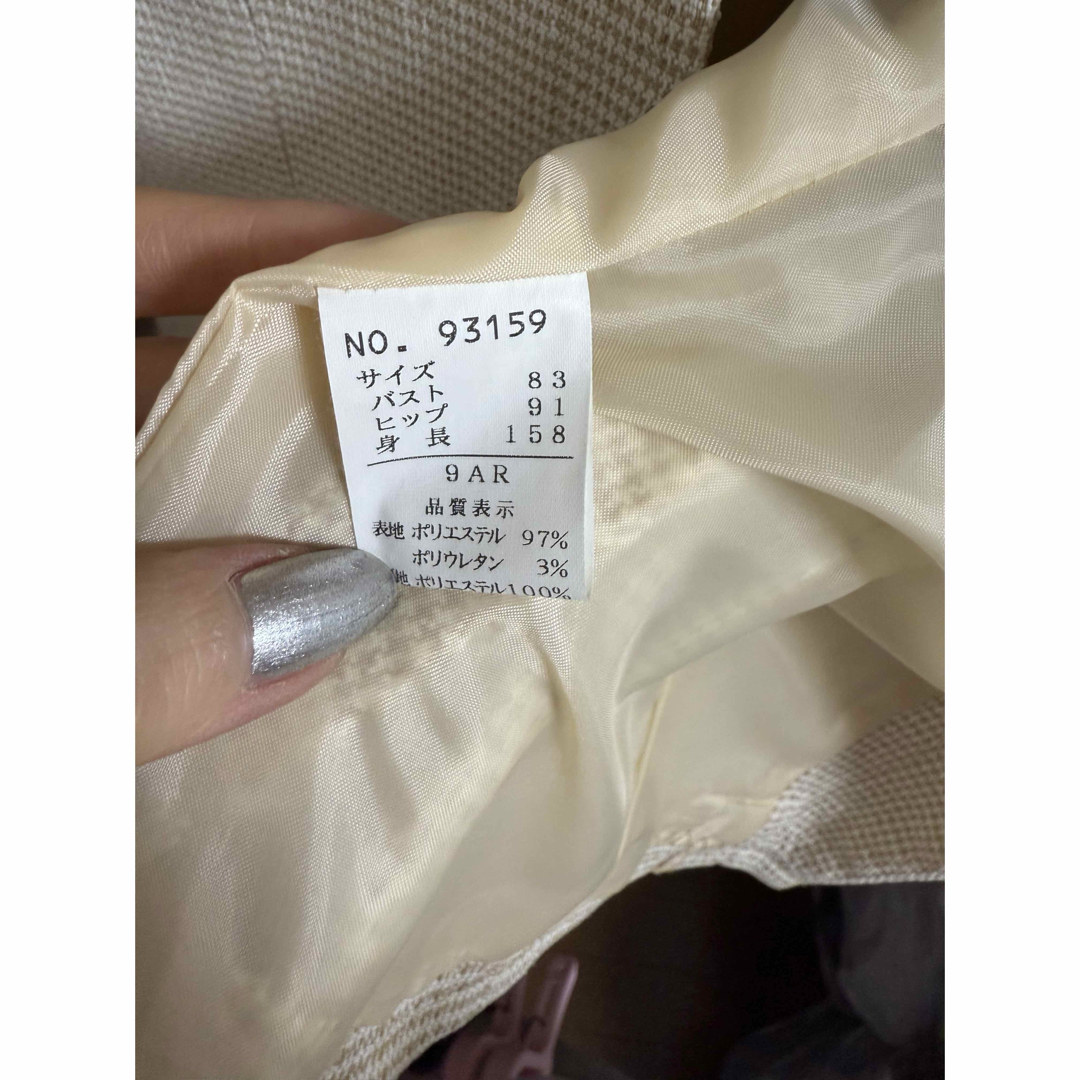 NO. 93159
サイズ
バスト 83
ヒップ 91
身長 158
9AR
品質表示
表地 ポリエステル 97%
ポリウレタン 3%
地 ポリエステル100%